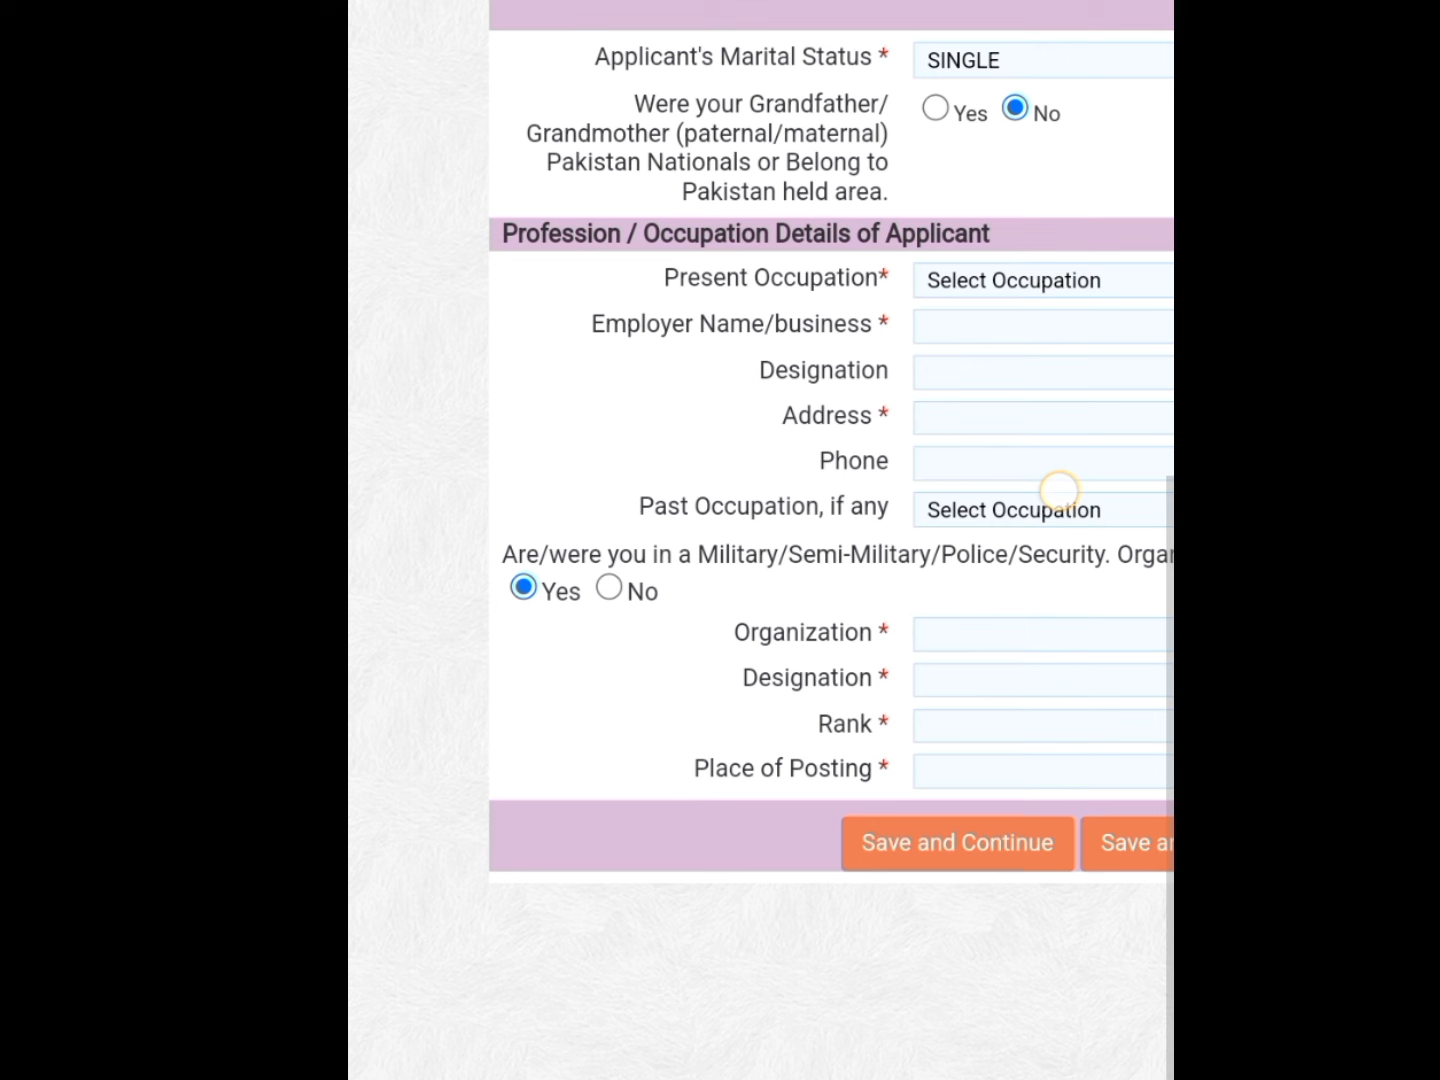 Applicant's Marital Status * SINGLE
Were your Grandfather/ Yes No
Grandmother (paternal/maternal)
Pakistan Nationals or Belong to
Pakistan held area.
Profession / Occupation Details of Applicant
Present Occupation* Select Occupation
Employer Name/business *
Designation
Address *
Phone
Past Occupation, if any Select Occupation
Are/were you in a Military/Semi-Military/Police/Security. Orga
Yes No
Organization *
Designation *
Rank *
Place of Posting *
Save and Continue Save a